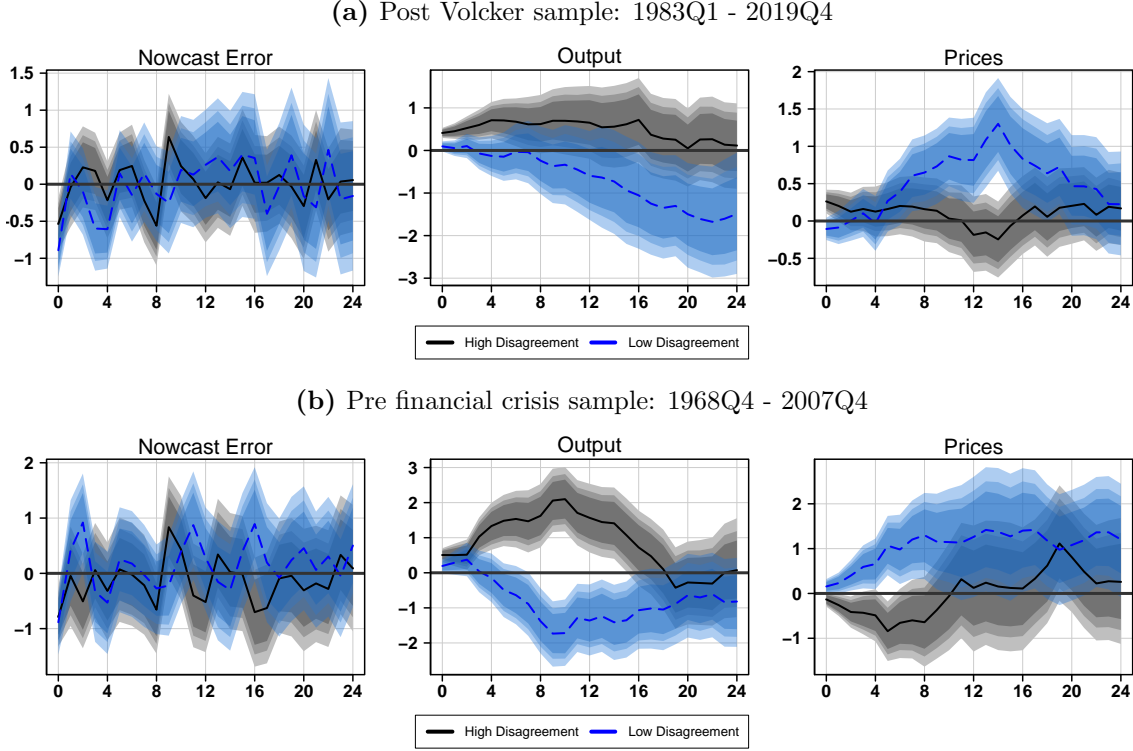 (a) Post Volcker sample: 1983Q1 - 2019Q4
Nowcast Error
Output
Prices
1.5
1
0.5
0
−0.5
−1
0 4 8 12 16 20 24
1
0
−1
−2
−3
0 4 8 12 16 20 24
2
1.5
1
0.5
0
−0.5
0 4 8 12 16 20 24
High Disagreement Low Disagreement
(b) Pre financial crisis sample: 1968Q4 - 2007Q4
Nowcast Error
Output
Prices
2
1
0
−1
0 4 8 12 16 20 24
3
2
1
0
−1
−2
0 4 8 12 16 20 24
2
1
0
−1
0 4 8 12 16 20 24
High Disagreement Low Disagreement